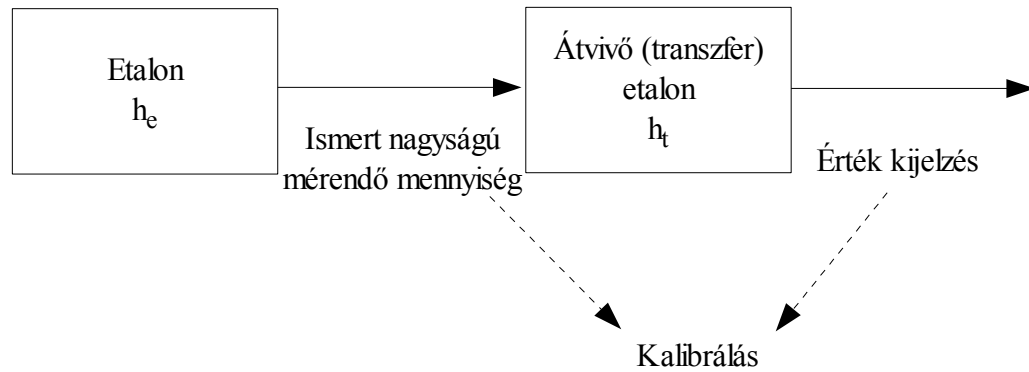 Etalon
hₑ
Ismert nagyságú
mérendő mennyiség
Átvivő (transzfer)
etalon
hₜ
Érték kijelzés
Kalibrálás